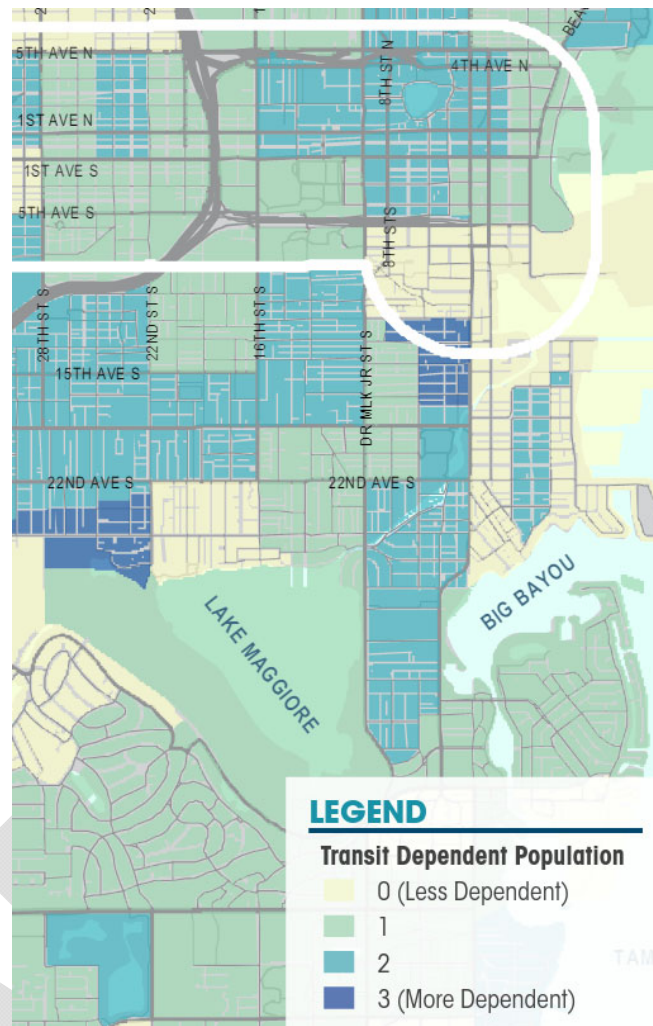 5TH AVE N
4TH AVE N
8TH ST N
1ST AVE N
1ST AVE S
5TH AVE S
8TH ST S
28TH ST S
22ND ST S
16TH ST S
DR MLK JR ST S
15TH AVE S
22ND AVE S
22ND AVE S
LAKE MAGGIORE
BIG BAYOU
LEGEND
Transit Dependent Population
0 (Less Dependent)
1
2
3 (More Dependent)